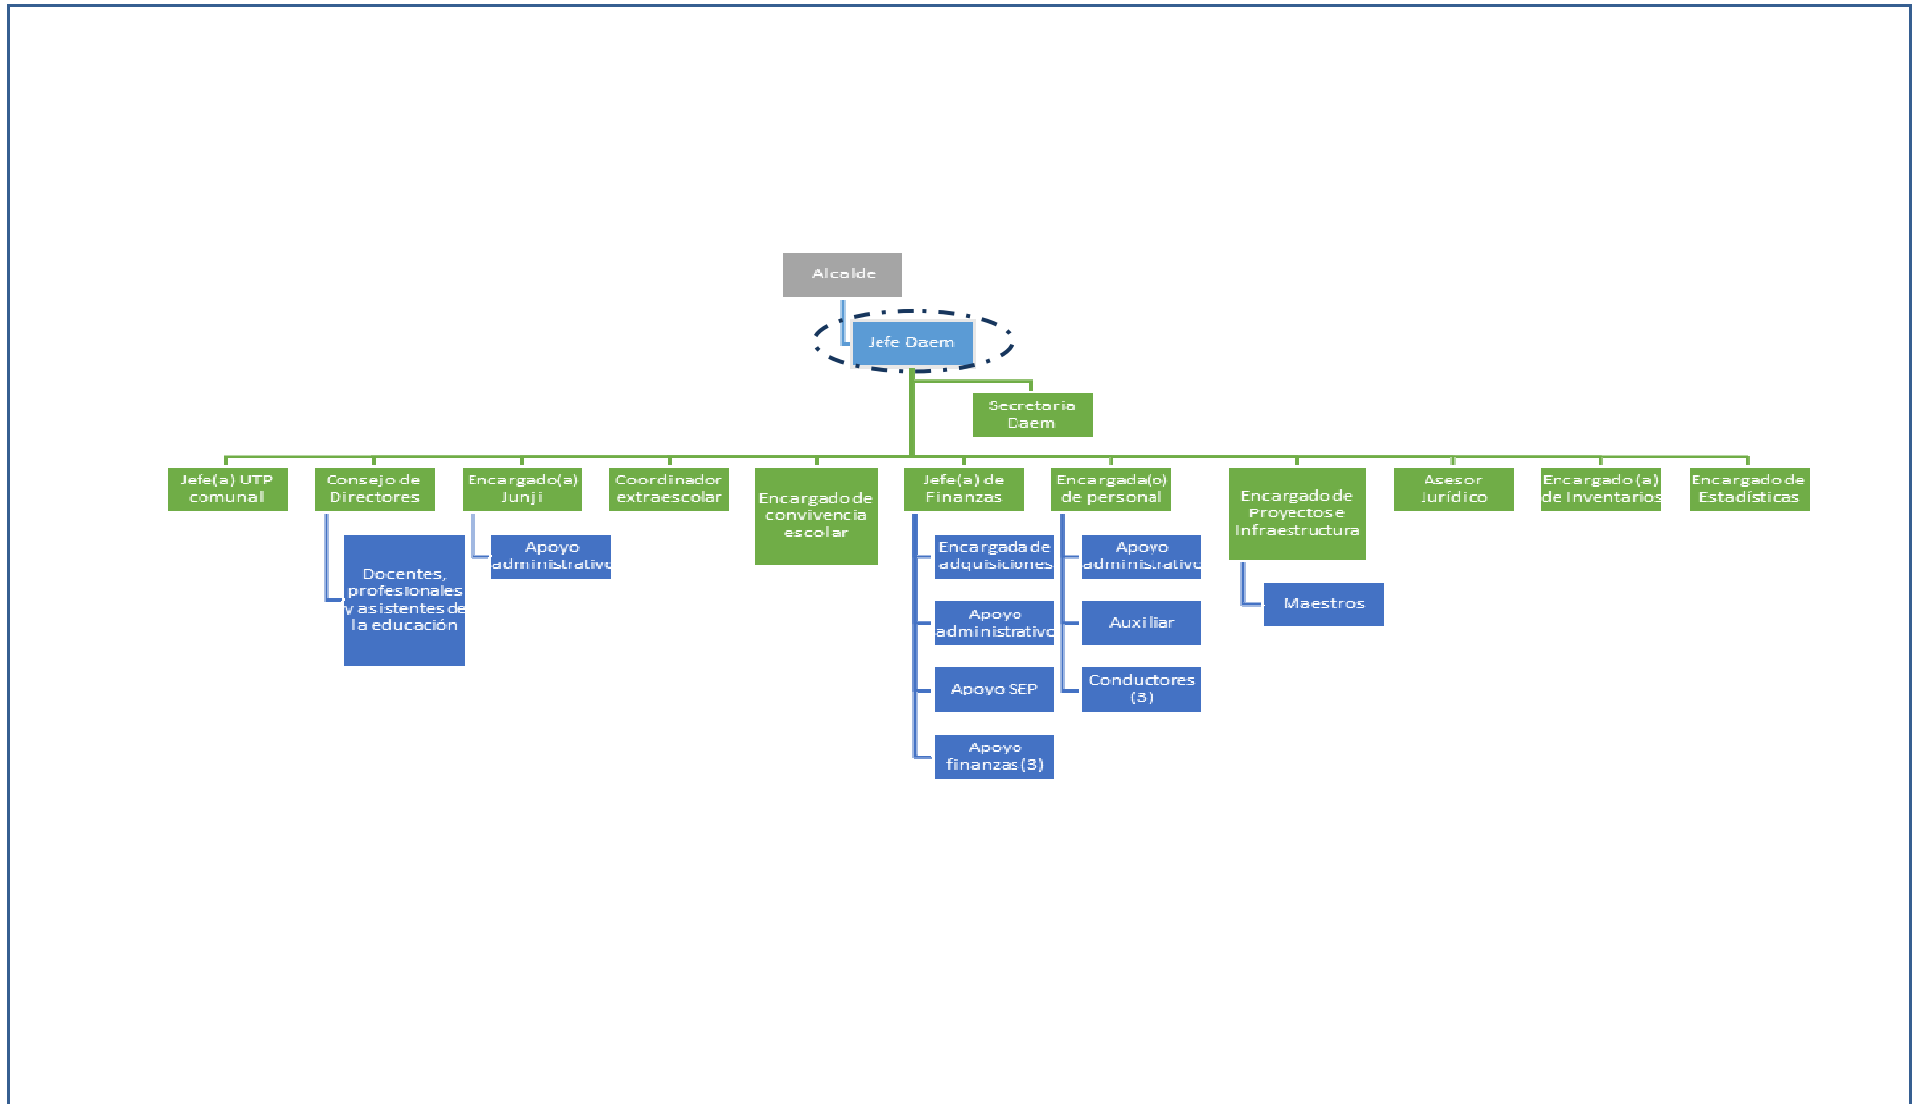 Alcalde
Jefe Daem
Secretaria
Daem
Jefe(a) UTP
comunal
Consejo de
Directores
Encargado(a)
Junji
Coordinador
extraescolar
Encargado de
convivencia
escolar
Jefe(a) de
Finanzas
Encargada(o)
de personal
Encargado de
Proyectos e
Infraestructura
Asesor
Jurídico
Encargado (a)
de Inventarios
Encargado de
Estadísticas
Docentes,
profesionales
y asistentes de
la educación
Apoyo
administrativo
Encargada de
adquisiciones
Apoyo
administrativo
Apoyo SEP
Apoyo
finanzas(3)
Apoyo
administrativo
Auxiliar
Conductores
(3)
Maestros